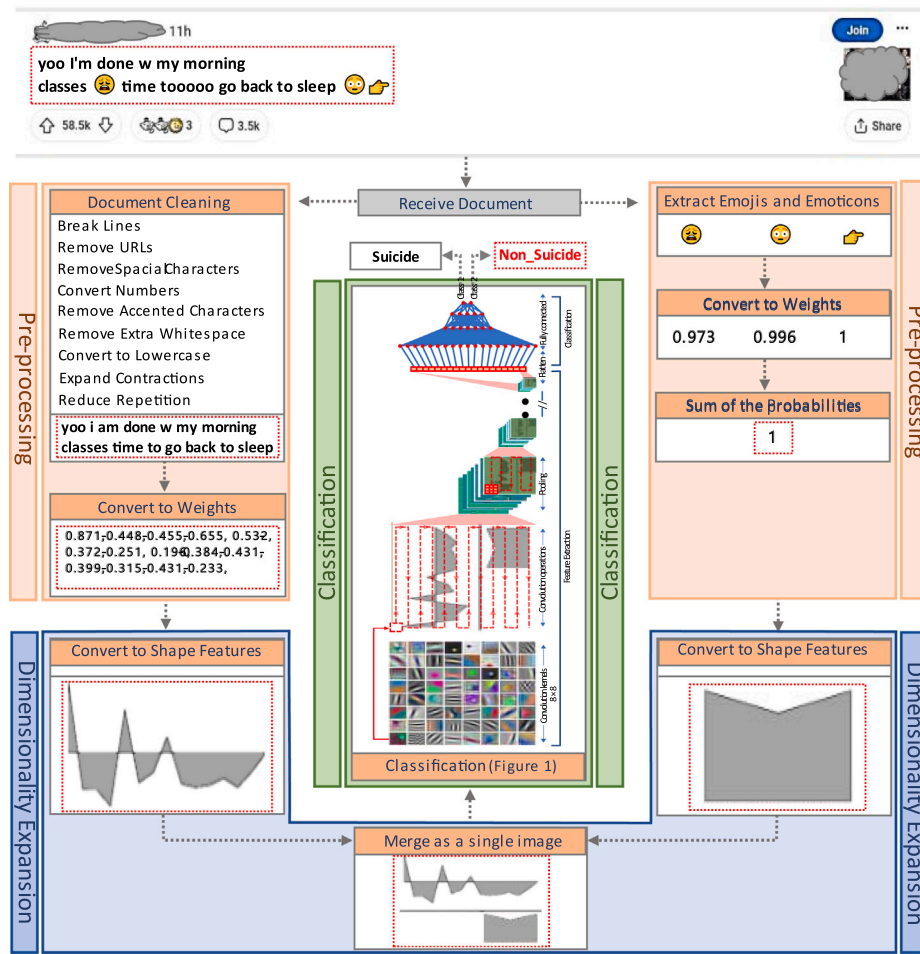 11h
Join
yoo I'm done w my morning
classes 😩 time tooooo go back to sleep 😳 👉
58.5k
3
3.5k
Share
Receive Document
Pre-processing
Document Cleaning
Break Lines
Remove URLs
RemoveSpacialCharacters
Convert Numbers
Remove Accented Characters
Remove Extra Whitespace
Convert to Lowercase
Expand Contractions
Reduce Repetition
yoo i am done w my morning
classes time to go back to sleep
Convert to Weights
0.871,-0.448,-0.455,-0.655, 0.532,
0.372,-0.251, 0.196,0.384,-0.431,-
0.399,-0.315,-0.431,-0.233,
Extract Emojis and Emoticons
😩 😳 👉
Convert to Weights
0.973 0.996 1
Sum of the Probabilities
1
Pre-processing
Suicide
Non_Suicide
Class 1
Class 2
Classification
Classification
Fully connected
Classification
Flatten
Pooling
Feature Extraction
Convolution operations
Convolution kernels
8×8
Classification (Figure 1)
Dimensionality Expansion
Convert to Shape Features
Convert to Shape Features
Dimensionality Expansion
Merge as a single image